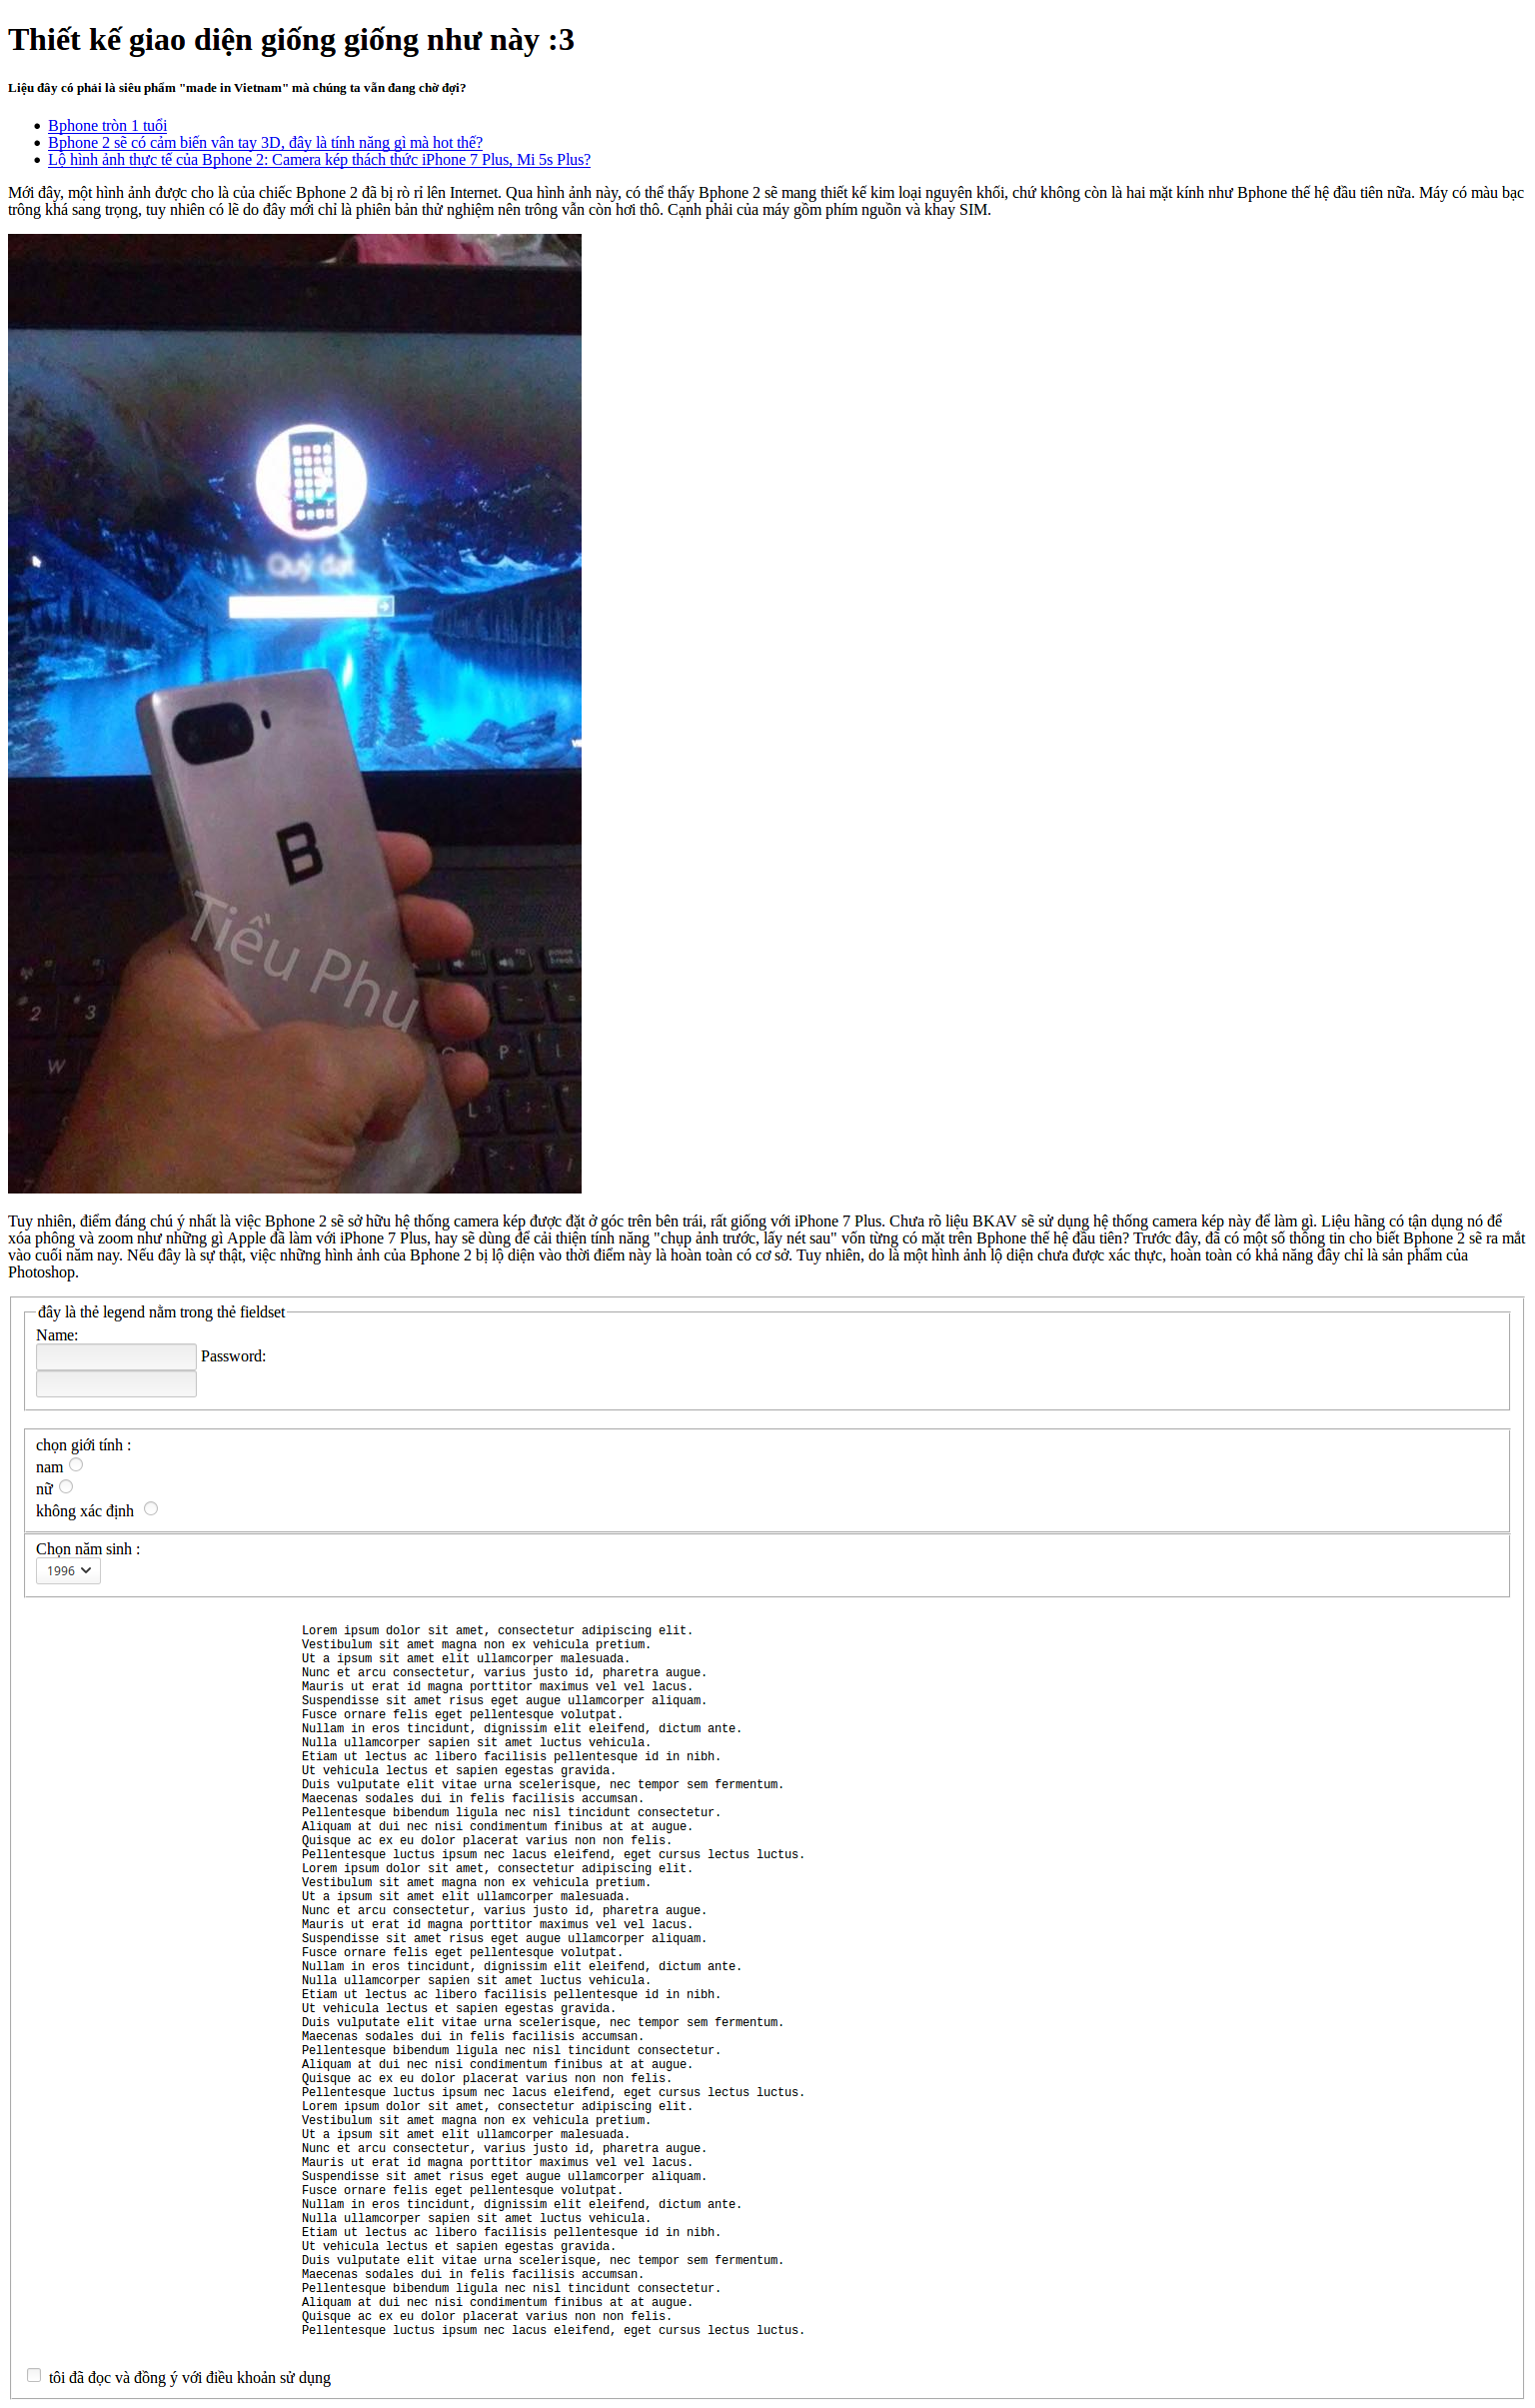 Thiết kế giao diện giống giống như này :3
Liệu đây có phải là siêu phẩm "made in Vietnam" mà chúng ta vẫn đang chờ đợi?
Bphone tròn 1 tuổi
Bphone 2 sẽ có cảm biến vân tay 3D, đây là tính năng gì mà hot thế?
Lộ hình ảnh thực tế của Bphone 2: Camera kép thách thức iPhone 7 Plus, Mi 5s Plus?
Mới đây, một hình ảnh được cho là của chiếc Bphone 2 đã bị rò rỉ lên Internet. Qua hình ảnh này, có thể thấy Bphone 2 sẽ mang thiết kế kim loại nguyên khối, chứ không còn là hai mặt kính như Bphone thế hệ đầu tiên nữa. Máy có màu bạc
trông khá sang trọng, tuy nhiên có lẽ do đây mới chỉ là phiên bản thử nghiệm nên trông vẫn còn hơi thô. Cạnh phải của máy gồm phím nguồn và khay SIM.
Quý đạt
B
Tiều Phu
2 3
W
O P
L
Tuy nhiên, điểm đáng chú ý nhất là việc Bphone 2 sẽ sở hữu hệ thống camera kép được đặt ở góc trên bên trái, rất giống với iPhone 7 Plus. Chưa rõ liệu BKAV sẽ sử dụng hệ thống camera kép này để làm gì. Liệu hãng có tận dụng nó để
xóa phông và zoom như những gì Apple đã làm với iPhone 7 Plus, hay sẽ dùng để cải thiện tính năng "chụp ảnh trước, lấy nét sau" vốn từng có mặt trên Bphone thế hệ đầu tiên? Trước đây, đã có một số thông tin cho biết Bphone 2 sẽ ra mắt
vào cuối năm nay. Nếu đây là sự thật, việc những hình ảnh của Bphone 2 bị lộ diện vào thời điểm này là hoàn toàn có cơ sở. Tuy nhiên, do là một hình ảnh lộ diện chưa được xác thực, hoàn toàn có khả năng đây chỉ là sản phẩm của
Photoshop.
đây là thẻ legend nằm trong thẻ fieldset
Name:
Password:
chọn giới tính :
nam
nữ
không xác định
Chọn năm sinh :
1996
Lorem ipsum dolor sit amet, consectetur adipiscing elit.
Vestibulum sit amet magna non ex vehicula pretium.
Ut a ipsum sit amet elit ullamcorper malesuada.
Nunc et arcu consectetur, varius justo id, pharetra augue.
Mauris ut erat id magna porttitor maximus vel vel lacus.
Suspendisse sit amet risus eget augue ullamcorper aliquam.
Fusce ornare felis eget pellentesque volutpat.
Nullam in eros tincidunt, dignissim elit eleifend, dictum ante.
Nulla ullamcorper sapien sit amet luctus vehicula.
Etiam ut lectus ac libero facilisis pellentesque id in nibh.
Ut vehicula lectus et sapien egestas gravida.
Duis vulputate elit vitae urna scelerisque, nec tempor sem fermentum.
Maecenas sodales dui in felis facilisis accumsan.
Pellentesque bibendum ligula nec nisl tincidunt consectetur.
Aliquam at dui nec nisi condimentum finibus at at augue.
Quisque ac ex eu dolor placerat varius non non felis.
Pellentesque luctus ipsum nec lacus eleifend, eget cursus lectus luctus.
Lorem ipsum dolor sit amet, consectetur adipiscing elit.
Vestibulum sit amet magna non ex vehicula pretium.
Ut a ipsum sit amet elit ullamcorper malesuada.
Nunc et arcu consectetur, varius justo id, pharetra augue.
Mauris ut erat id magna porttitor maximus vel vel lacus.
Suspendisse sit amet risus eget augue ullamcorper aliquam.
Fusce ornare felis eget pellentesque volutpat.
Nullam in eros tincidunt, dignissim elit eleifend, dictum ante.
Nulla ullamcorper sapien sit amet luctus vehicula.
Etiam ut lectus ac libero facilisis pellentesque id in nibh.
Ut vehicula lectus et sapien egestas gravida.
Duis vulputate elit vitae urna scelerisque, nec tempor sem fermentum.
Maecenas sodales dui in felis facilisis accumsan.
Pellentesque bibendum ligula nec nisl tincidunt consectetur.
Aliquam at dui nec nisi condimentum finibus at at augue.
Quisque ac ex eu dolor placerat varius non non felis.
Pellentesque luctus ipsum nec lacus eleifend, eget cursus lectus luctus.
Lorem ipsum dolor sit amet, consectetur adipiscing elit.
Vestibulum sit amet magna non ex vehicula pretium.
Ut a ipsum sit amet elit ullamcorper malesuada.
Nunc et arcu consectetur, varius justo id, pharetra augue.
Mauris ut erat id magna porttitor maximus vel vel lacus.
Suspendisse sit amet risus eget augue ullamcorper aliquam.
Fusce ornare felis eget pellentesque volutpat.
Nullam in eros tincidunt, dignissim elit eleifend, dictum ante.
Nulla ullamcorper sapien sit amet luctus vehicula.
Etiam ut lectus ac libero facilisis pellentesque id in nibh.
Ut vehicula lectus et sapien egestas gravida.
Duis vulputate elit vitae urna scelerisque, nec tempor sem fermentum.
Maecenas sodales dui in felis facilisis accumsan.
Pellentesque bibendum ligula nec nisl tincidunt consectetur.
Aliquam at dui nec nisi condimentum finibus at at augue.
Quisque ac ex eu dolor placerat varius non non felis.
Pellentesque luctus ipsum nec lacus eleifend, eget cursus lectus luctus.
tôi đã đọc và đồng ý với điều khoản sử dụng